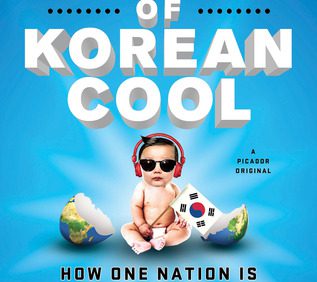 OF
KOREAN
COOL
A
PICADOR
ORIGINAL
HOW ONE NATION IS